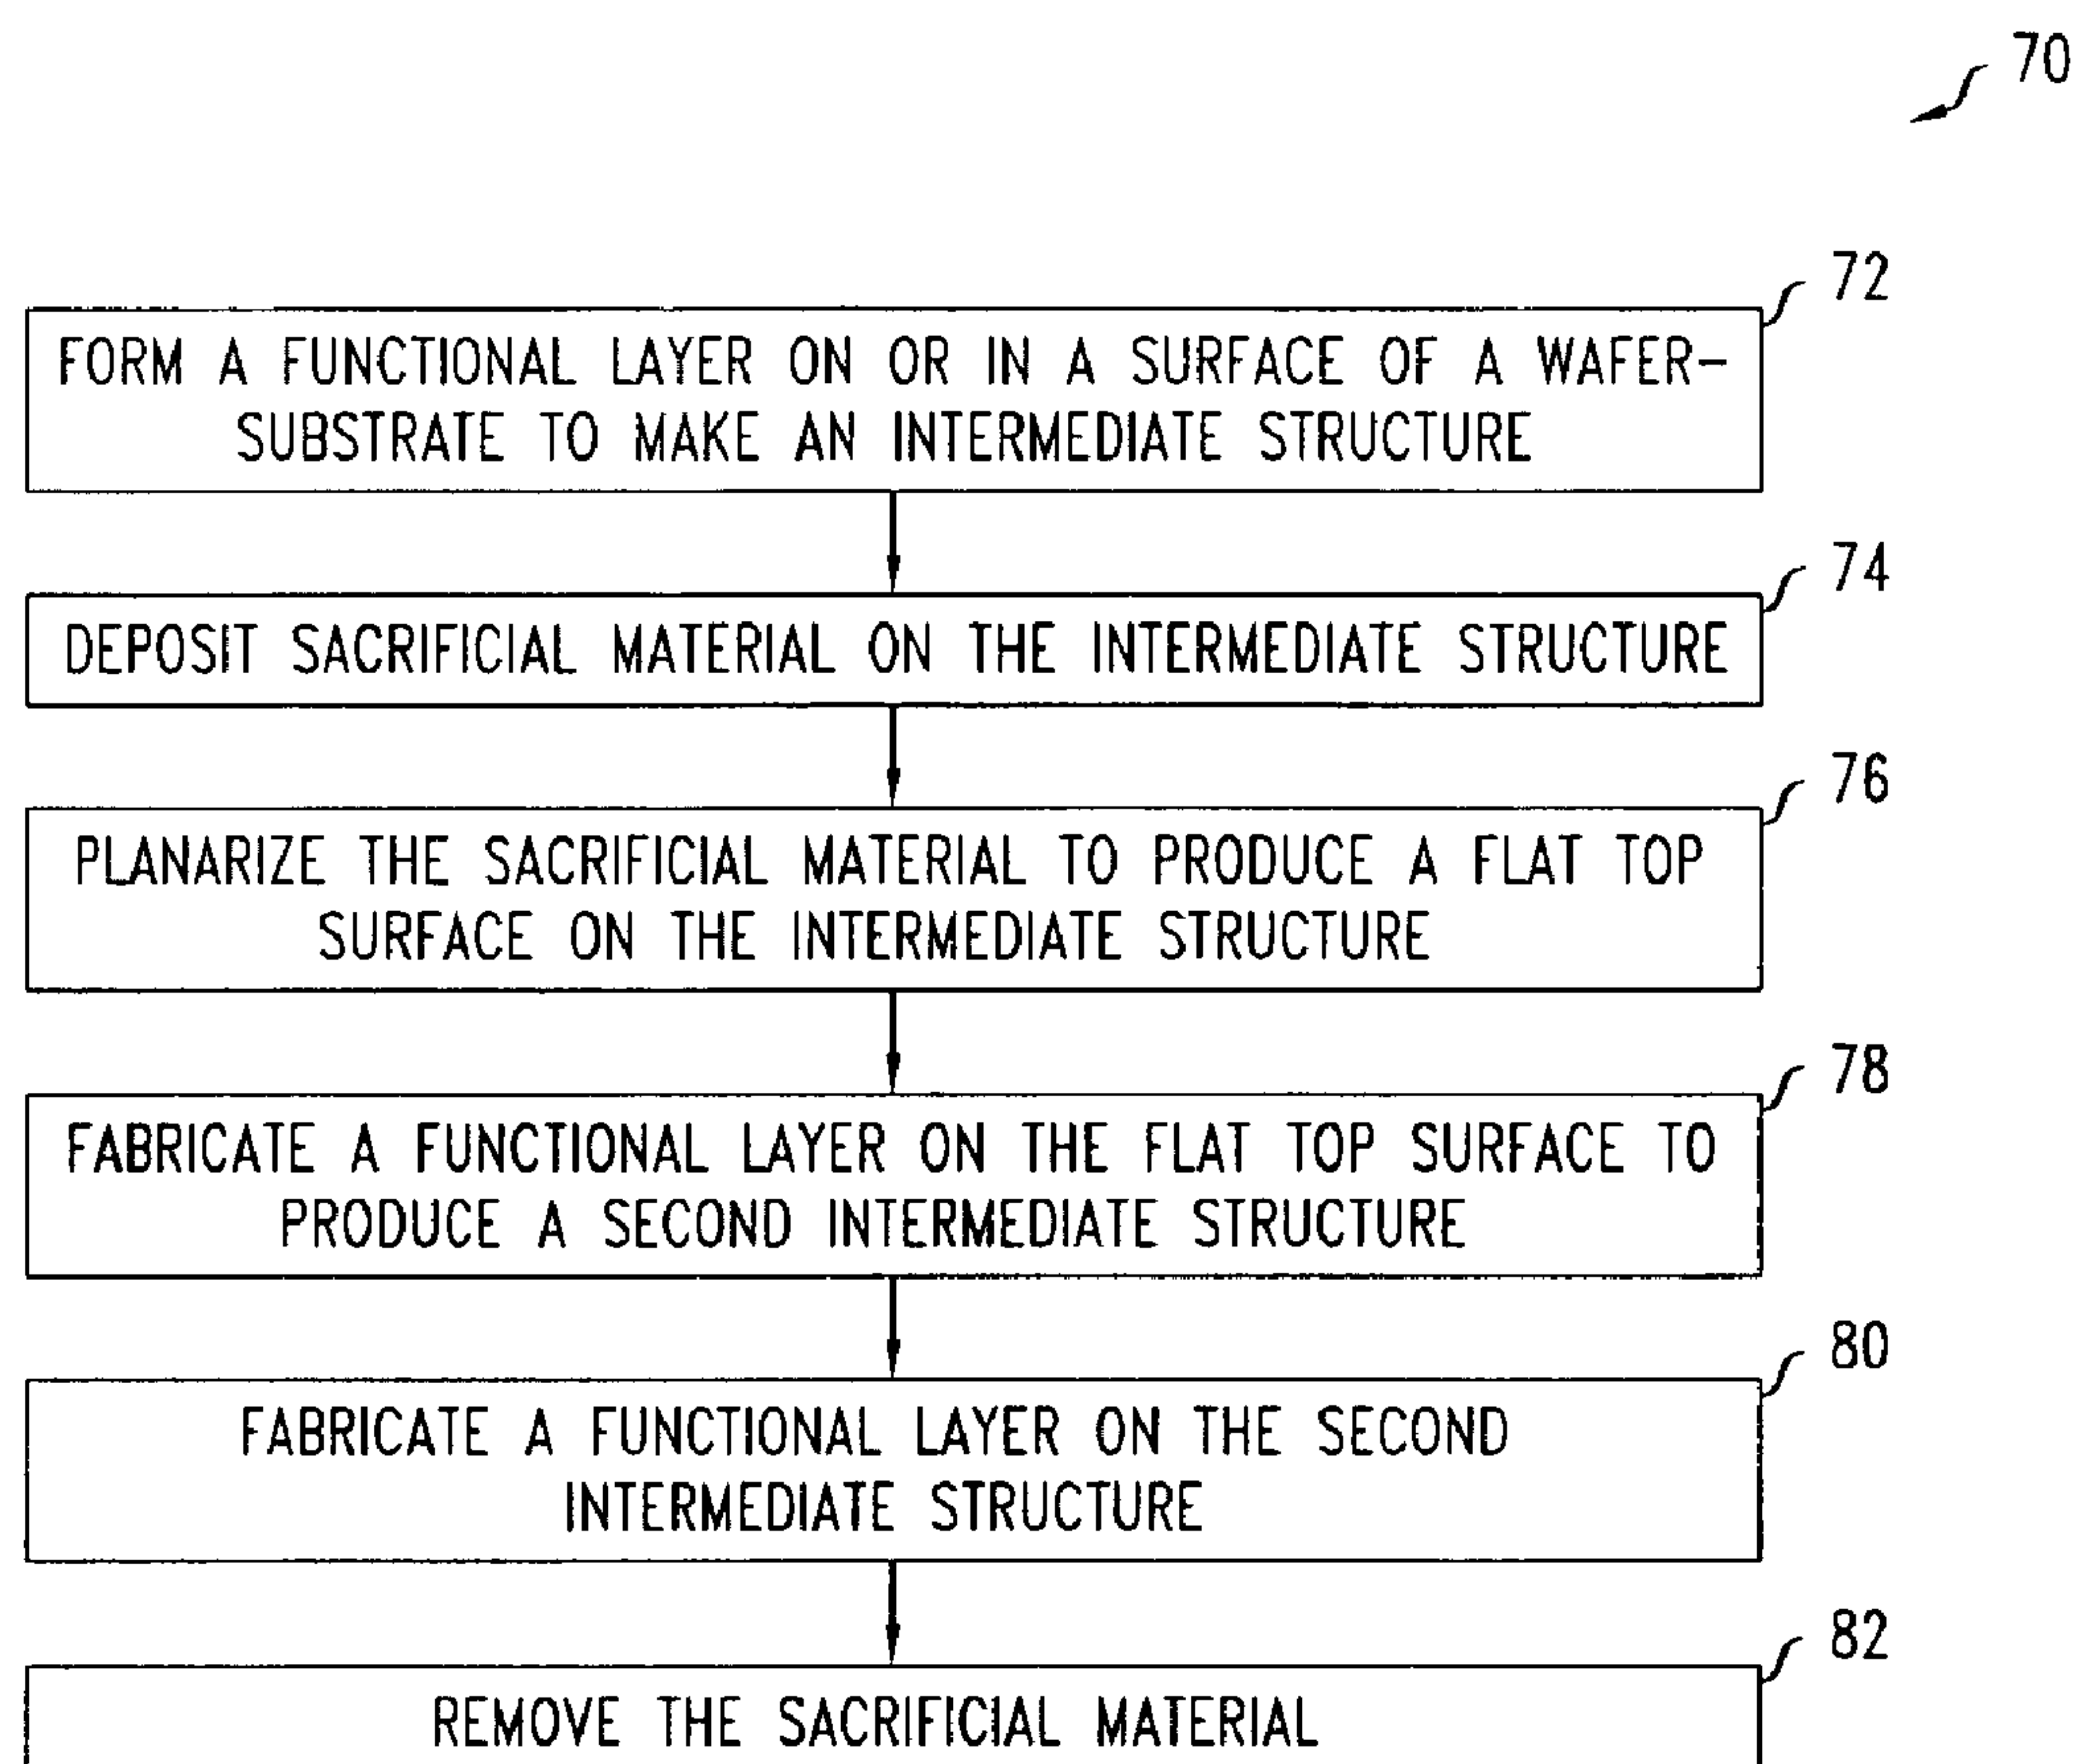 70
72
FORM A FUNCTIONAL LAYER ON OR IN A SURFACE OF A WAFER-
SUBSTRATE TO MAKE AN INTERMEDIATE STRUCTURE
74
DEPOSIT SACRIFICIAL MATERIAL ON THE INTERMEDIATE STRUCTURE
76
PLANARIZE THE SACRIFICIAL MATERIAL TO PRODUCE A FLAT TOP
SURFACE ON THE INTERMEDIATE STRUCTURE
78
FABRICATE A FUNCTIONAL LAYER ON THE FLAT TOP SURFACE TO
PRODUCE A SECOND INTERMEDIATE STRUCTURE
80
FABRICATE A FUNCTIONAL LAYER ON THE SECOND
INTERMEDIATE STRUCTURE
82
REMOVE THE SACRIFICIAL MATERIAL